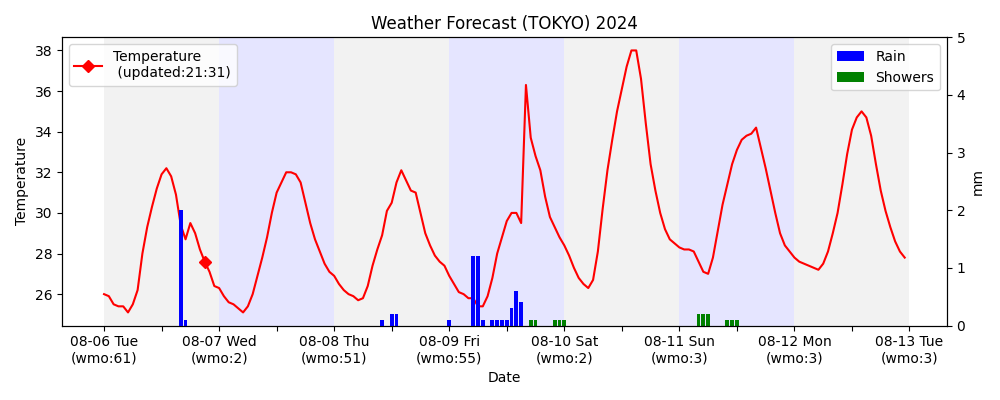 Weather Forecast (TOKYO) 2024
Temperature
(updated:21:31)
Rain
Showers
38
36
34
32
30
28
26
Temperature
5
4
3
2
1
0
mm
08-06 Tue
(wmo:61)
08-07 Wed
(wmo:2)
08-08 Thu
(wmo:51)
08-09 Fri
(wmo:55)
08-10 Sat
(wmo:2)
08-11 Sun
(wmo:3)
08-12 Mon
(wmo:3)
08-13 Tue
(wmo:3)
Date